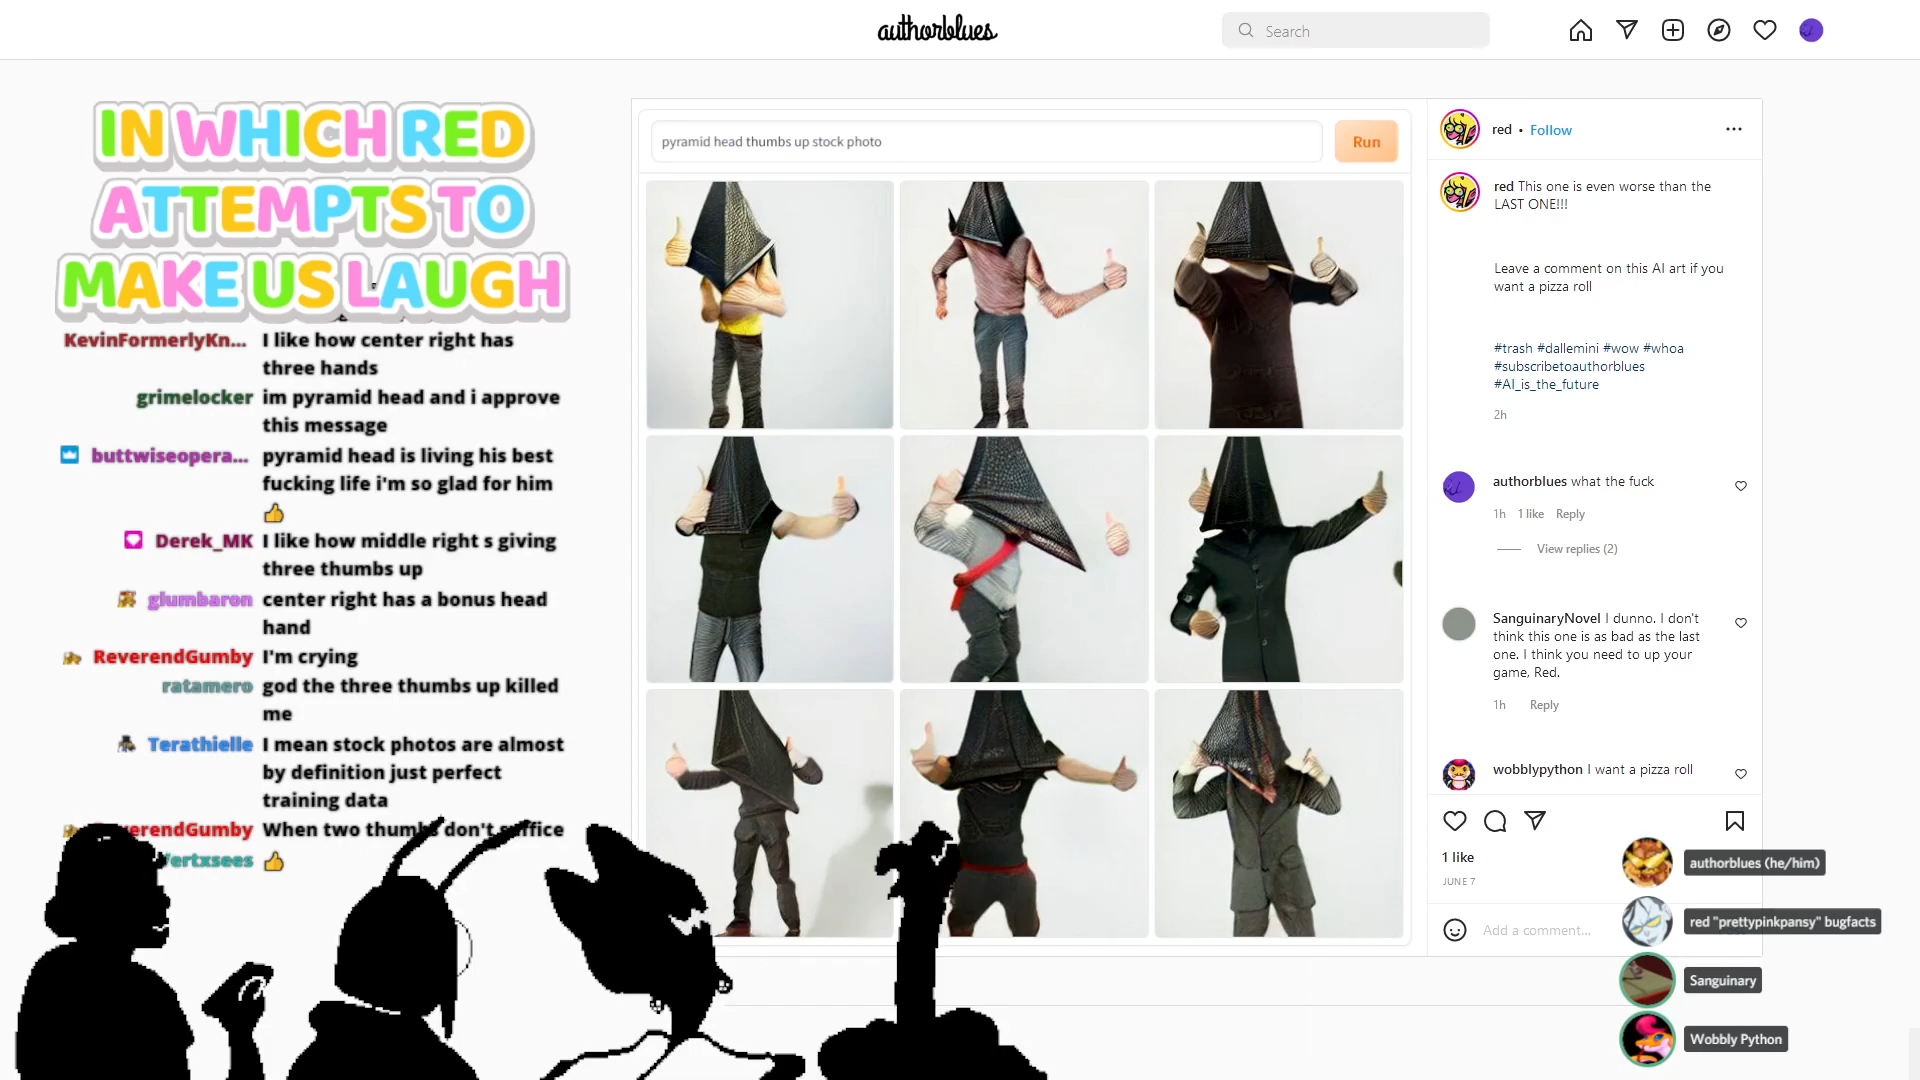 authorblues
Search
IN WHICH RED
ATTEMPTS TO
MAKE US LAUGH
KevinFormerlyKn... I like how center right has
three hands
grimelocker im pyramid head and i approve
this message
buttwiseopera... pyramid head is living his best
fucking life i'm so glad for him
👍
Derek_MK I like how middle right s giving
three thumbs up
glumbaron center right has a bonus head
hand
ReverendGumby I'm crying
ratamero god the three thumbs up killed
me
Terathielle I mean stock photos are almost
by definition just perfect
training data
ReverendGumby When two thumbs don't suffice
Vertxsees 👍
pyramid head thumbs up stock photo
Run
red • Follow
red This one is even worse than the
LAST ONE!!!
Leave a comment on this AI art if you
want a pizza roll
#trash #dallemini #wow #whoa
#subscribetoauthorblues
#AI_is_the_future
2h
authorblues what the fuck
1h 1 like Reply
View replies (2)
SanguinaryNovel I dunno. I don't
think this one is as bad as the last
one. I think you need to up your
game, Red.
1h Reply
wobblypython I want a pizza roll
1 like
JUNE 7
Add a comment...
authorblues (he/him)
red "prettypinkpansy" bugfacts
Sanguinary
Wobbly Python